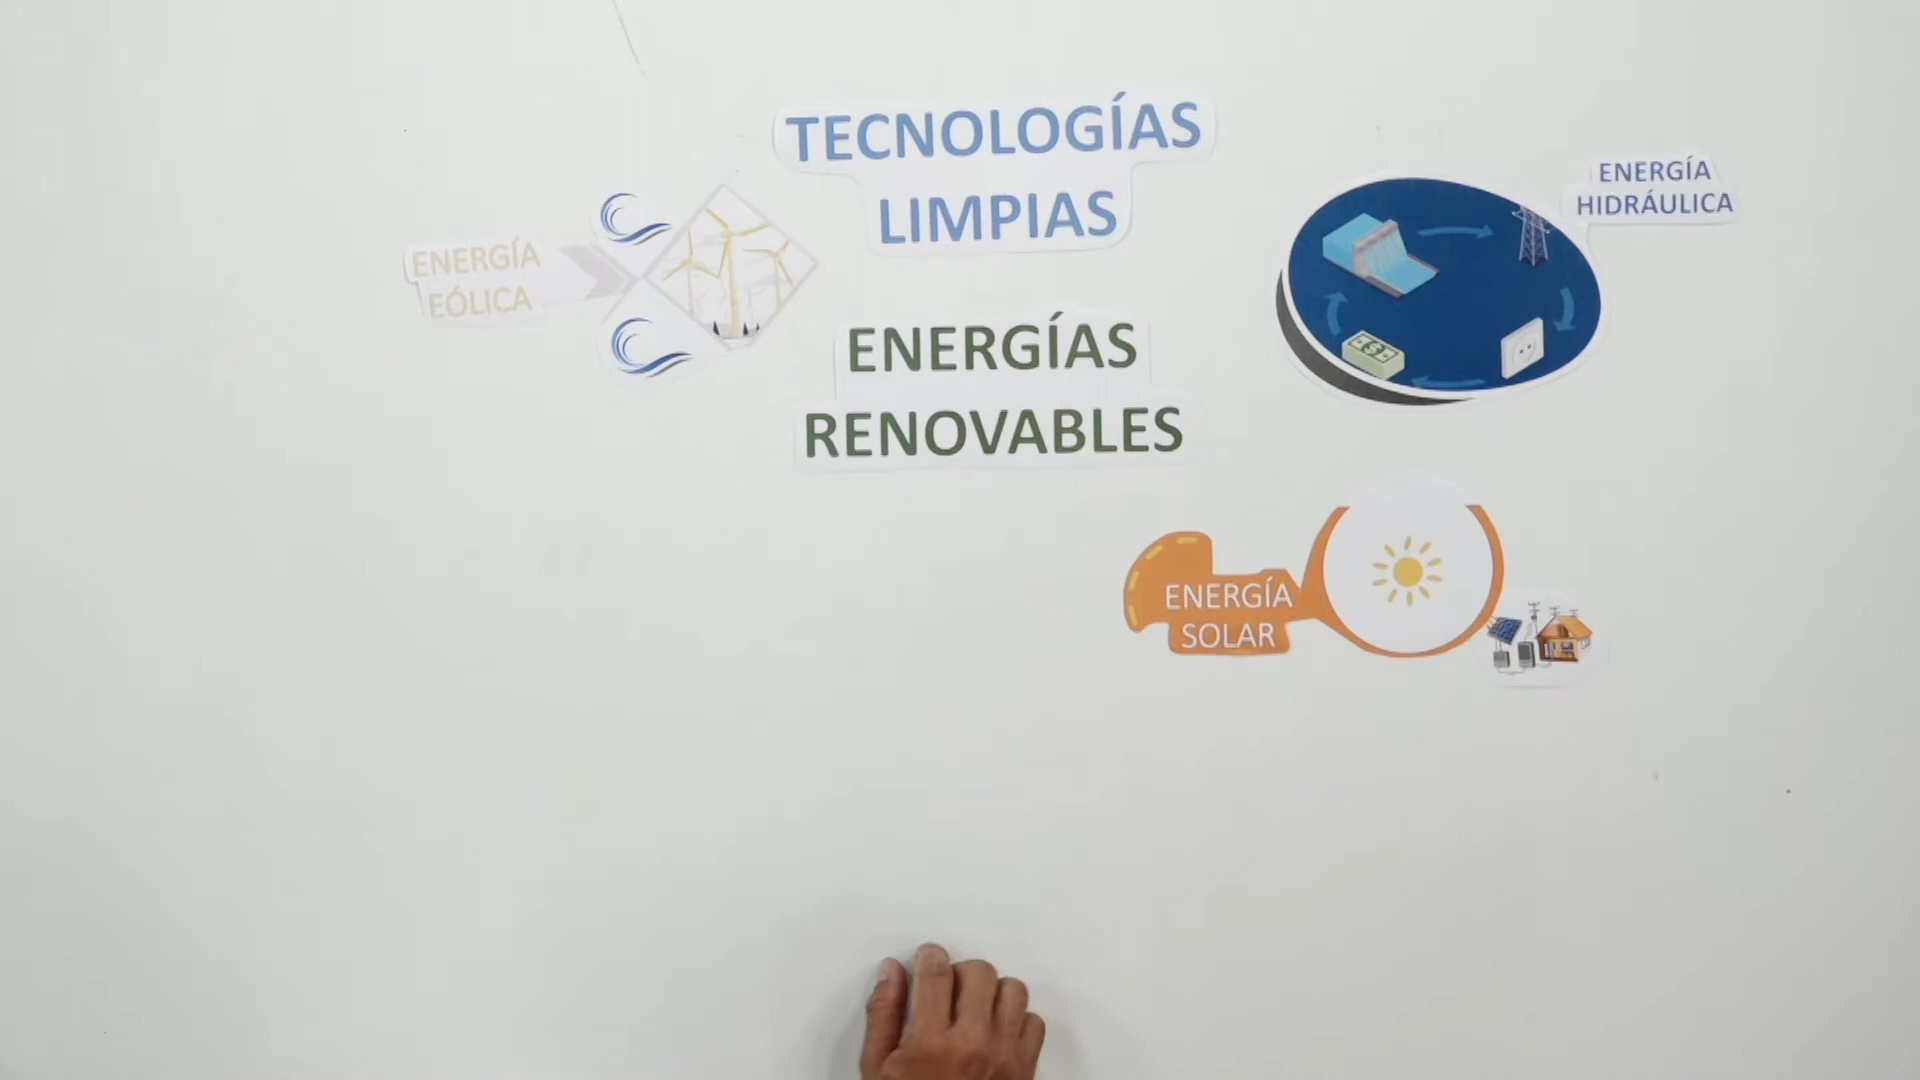 TECNOLOGÍAS
LIMPIAS
ENERGÍA
HIDRÁULICA
ENERGÍA
EÓLICA
ENERGÍAS
RENOVABLES
ENERGÍA
SOLAR